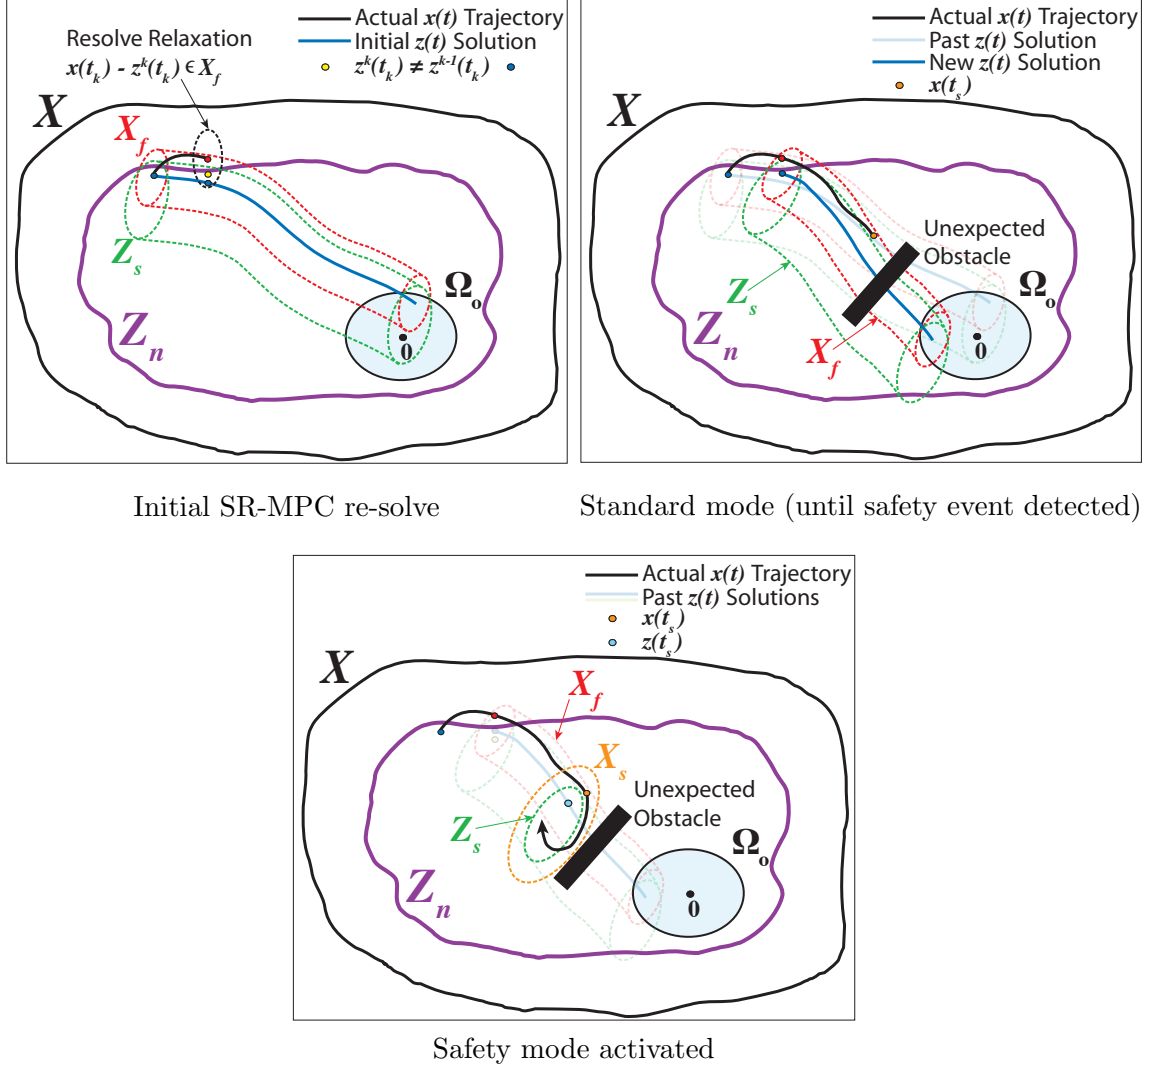 Actual x(t) Trajectory
Initial z(t) Solution
z^k(t_k) ≠ z^{k-1}(t_k)
Resolve Relaxation
x(t_k) - z^k(t_k) ϵ X_f
X
X_f
Z_s
Z_n
Ω_o
0
Initial SR-MPC re-solve
Actual x(t) Trajectory
Past z(t) Solution
New z(t) Solution
x(t_s)
X
Unexpected
Obstacle
Z_s
Ω_o
Z_n
X_f
0
Standard mode (until safety event detected)
Actual x(t) Trajectory
Past z(t) Solutions
x(t_s)
z(t_s)
X
X_f
X_s
Unexpected
Obstacle
Z_s
Ω_o
Z_n
0
Safety mode activated